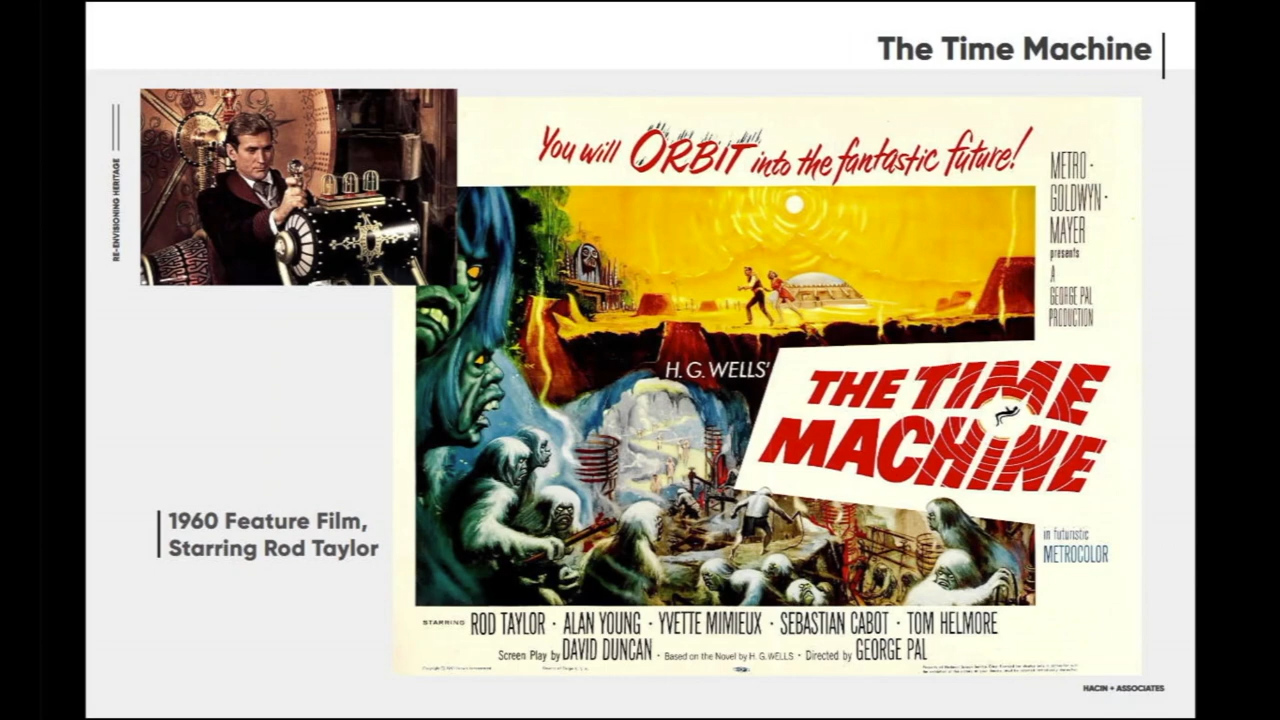 The Time Machine
RE-ENVISIONING HERITAGE
You will ORBIT into the fantastic future!
METRO-
GOLDWYN-
MAYER
presents
A
GEORGE PAL
PRODUCTION
H. G. WELLS'
THE TIME
MACHINE
1960 Feature Film,
Starring Rod Taylor
in futuristic
METROCOLOR
STARRING ROD TAYLOR · ALAN YOUNG · YVETTE MIMIEUX · SEBASTIAN CABOT · TOM HELMORE
Screen Play by DAVID DUNCAN · Based on the Novel by H. G. WELLS · Directed by GEORGE PAL
HACIN + ASSOCIATES